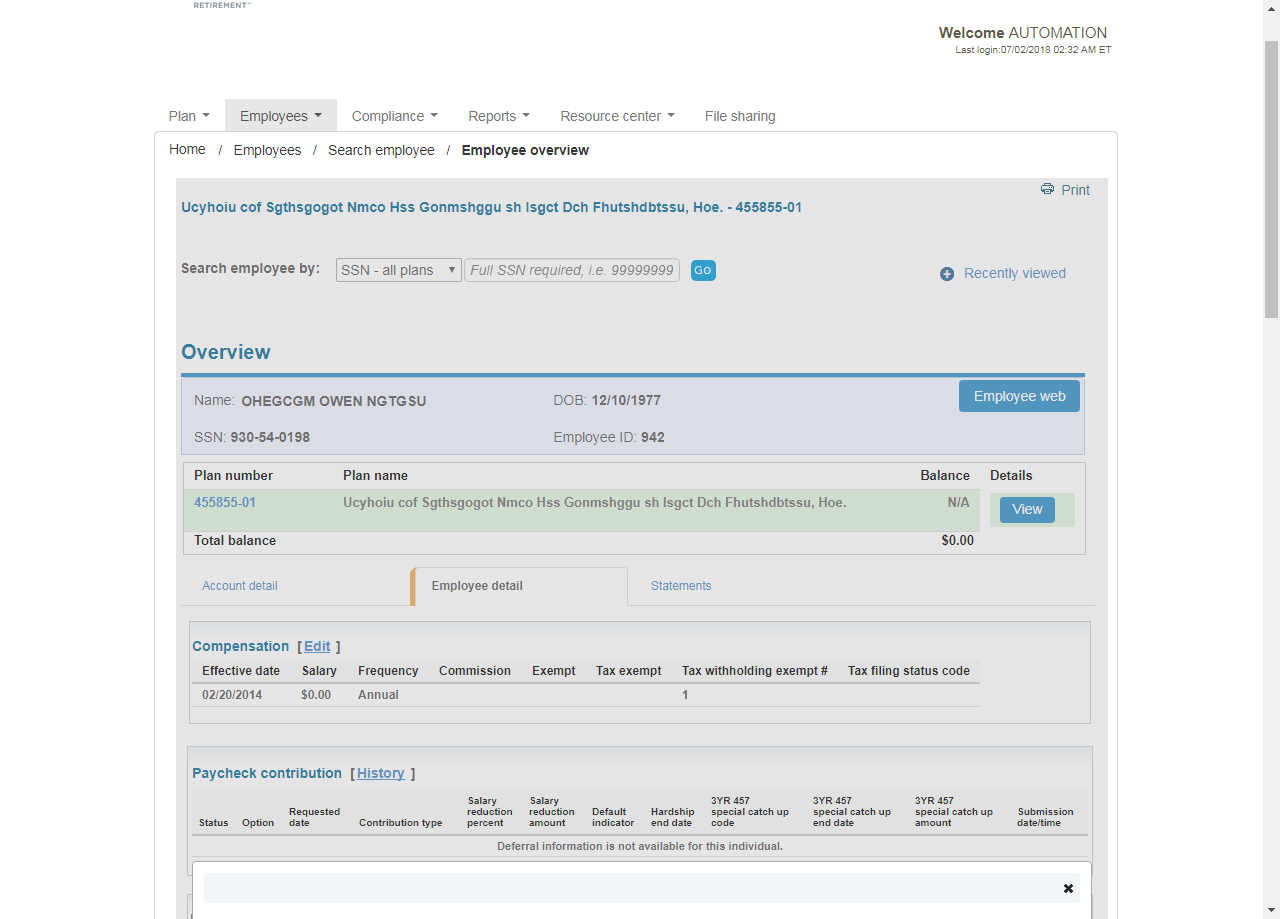 RETIREMENT™
Welcome AUTOMATION
Last login:07/02/2018 02:32 AM ET
Plan Employees Compliance Reports Resource center File sharing
Home / Employees / Search employee / Employee overview
Print
Ucyhoiu cof Sgthsgogot Nmco Hss Gonmshggu sh Isgct Dch Fhutshdbtssu, Hoe. - 455855-01
Search employee by: SSN - all plans Full SSN required, i.e. 99999999 Go
Recently viewed
Overview
Name: OHEGCGM OWEN NGTGSU DOB: 12/10/1977 Employee web
SSN: 930-54-0198 Employee ID: 942
Plan number Plan name Balance Details
455855-01 Ucyhoiu cof Sgthsgogot Nmco Hss Gonmshggu sh Isgct Dch Fhutshdbtssu, Hoe. N/A View
Total balance $0.00
Account detail Employee detail Statements
Compensation [ Edit ]
Effective date Salary Frequency Commission Exempt Tax exempt Tax withholding exempt # Tax filing status code
02/20/2014 $0.00 Annual 1
Paycheck contribution [ History ]
Status Option Requested date Contribution type Salary reduction percent Salary reduction amount Default indicator Hardship end date 3YR 457 special catch up code 3YR 457 special catch up end date 3YR 457 special catch up amount Submission date/time
Deferral information is not available for this individual.